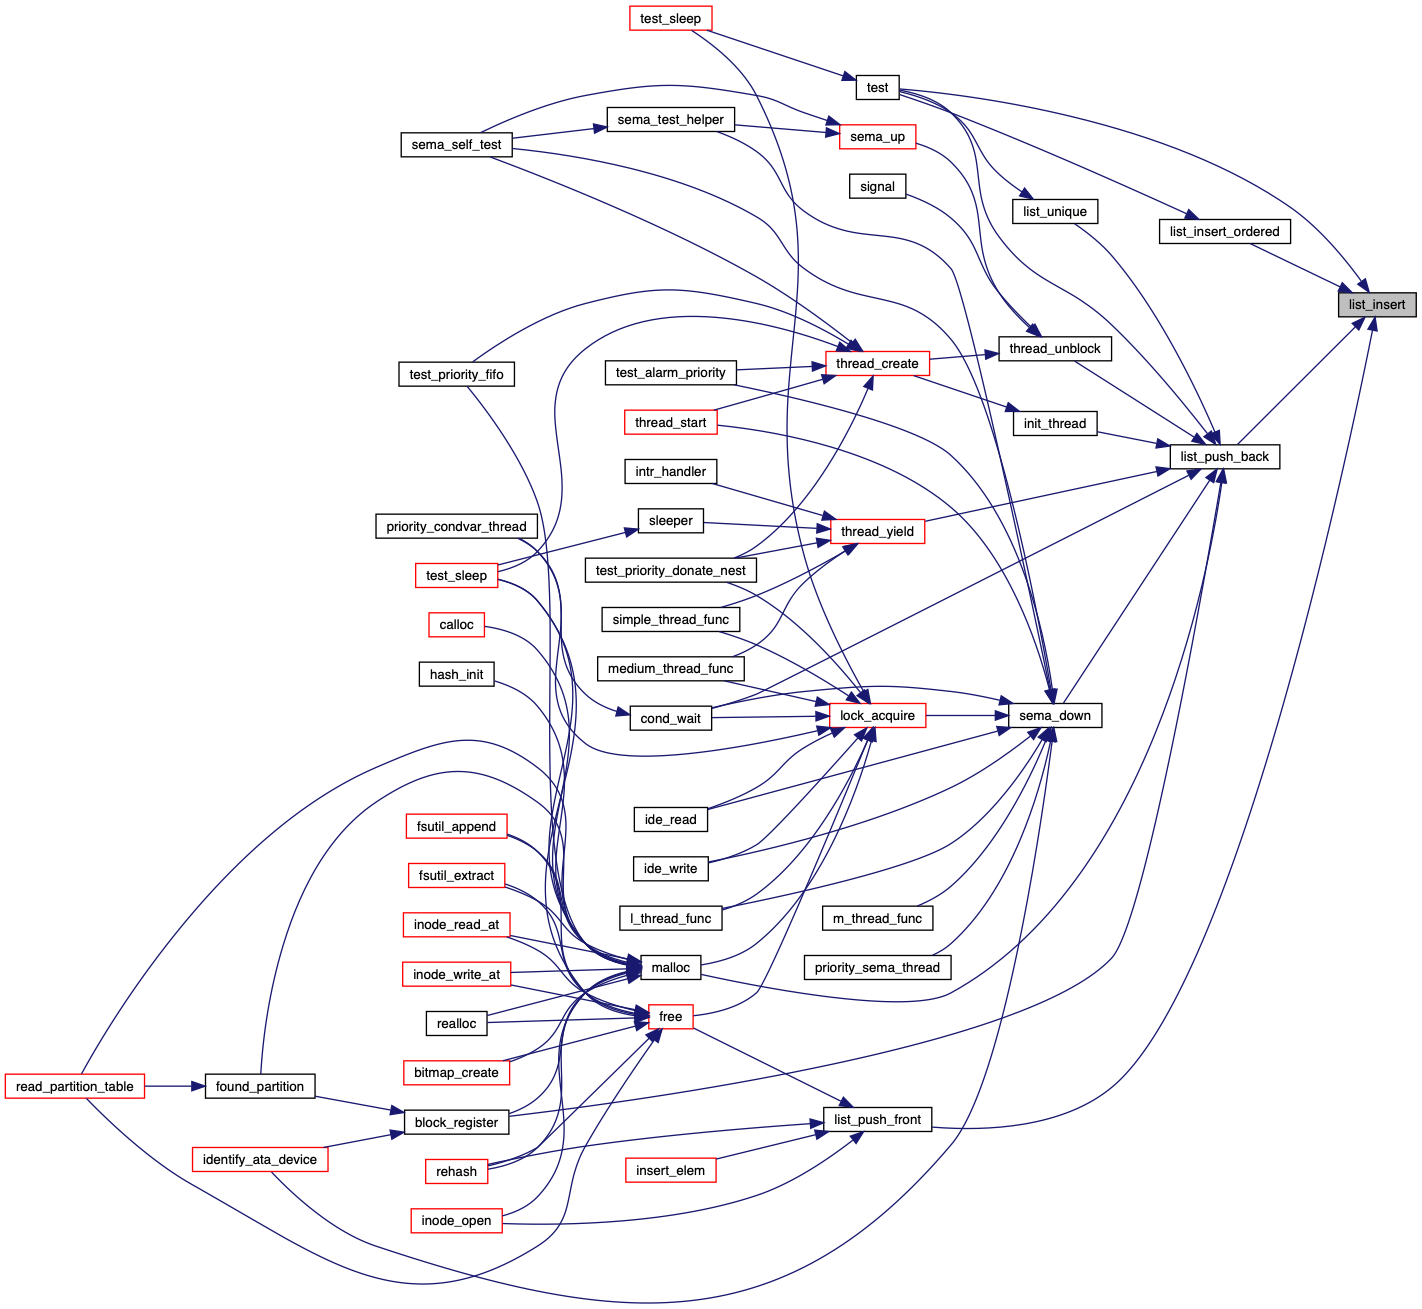 test_sleep
test
sema_test_helper
sema_up
sema_self_test
signal
list_unique
list_insert_ordered
list_insert
thread_unblock
thread_create
test_priority_fifo
test_alarm_priority
thread_start
init_thread
list_push_back
intr_handler
sleeper
priority_condvar_thread
thread_yield
test_sleep
test_priority_donate_nest
calloc
simple_thread_func
hash_init
medium_thread_func
cond_wait
lock_acquire
sema_down
fsutil_append
ide_read
fsutil_extract
ide_write
inode_read_at
l_thread_func
m_thread_func
inode_write_at
malloc
priority_sema_thread
realloc
free
bitmap_create
read_partition_table
found_partition
block_register
list_push_front
identify_ata_device
rehash
insert_elem
inode_open